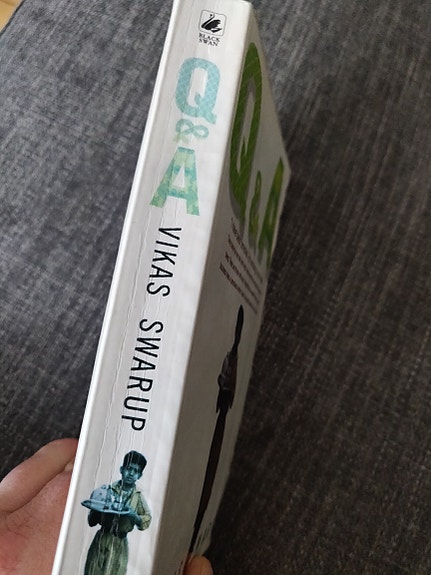 BLACK
SWAN
Q
&
A
VIKAS SWARUP
Q & A